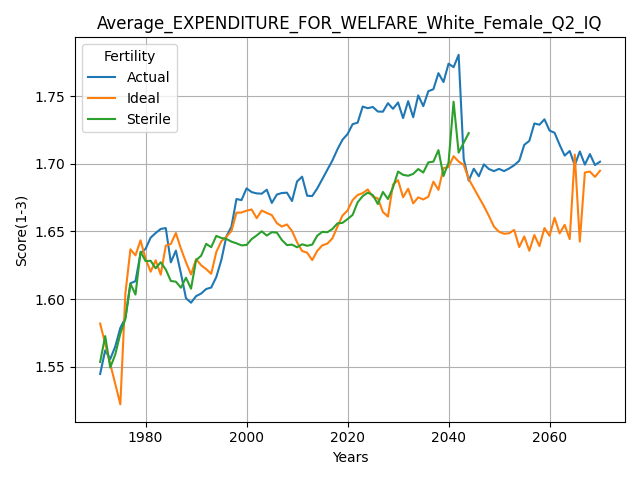 Average_EXPENDITURE_FOR_WELFARE_White_Female_Q2_IQ
Fertility
Actual
Ideal
Sterile
Score(1-3)
1.75
1.70
1.65
1.60
1.55
1980 2000 2020 2040 2060
Years